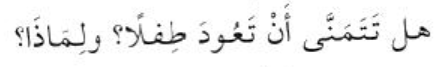 هل تَتَمَنَّى أَنْ تَعُودَ طِفلًا؟ ولِمَاذَا؟